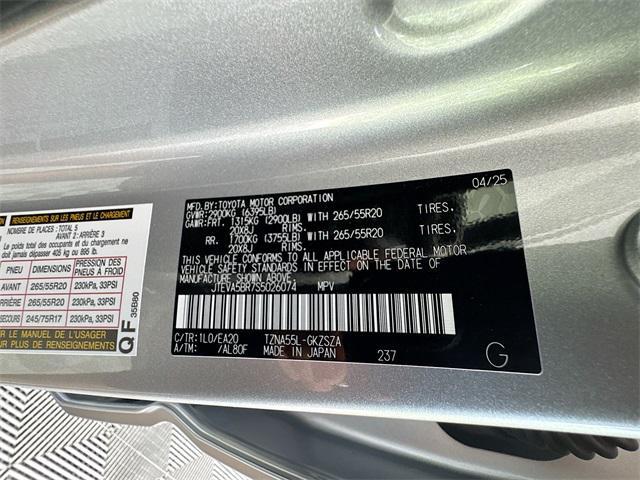 RENSEIGNEMENTS SUR LES PNEUS ET LE CHARGEMENT
NOMBRE DE PLACES: TOTAL 5
AVANT 2: ARRIÈRE 3
Le poids total des occupants et du chargement ne
doit jamais dépasser 405 kg ou 895 lb.
PNEU DIMENSIONS PRESSION DES PNEUS À FROID
AVANT 265/55R20 230kPa, 33PSI
ARRIÈRE 265/55R20 230kPa, 33PSI
SECOURS 245/75R17 230kPa, 33PSI
LE MANUEL DE L'USAGER
PLUS DE RENSEIGNEMENTS
QF 35B80
04/25
MFD.BY:TOYOTA MOTOR CORPORATION
GVWR:2900KG (6395LB)
GAWR:FRT. 1315KG (2900LB) WITH 265/55R20 TIRES,
20X8J RIMS.
RR. 1700KG (3755LB) WITH 265/55R20 TIRES,
20X8J RIMS.
THIS VEHICLE CONFORMS TO ALL APPLICABLE FEDERAL MOTOR
VEHICLE SAFETY STANDARDS IN EFFECT ON THE DATE OF
MANUFACTURE SHOWN ABOVE.
JTEVA5BR7S5026074 MPV
C/TR:1L0/EA20 TZNA55L-GKZSZA
A/TM: /AL80F MADE IN JAPAN 237
G